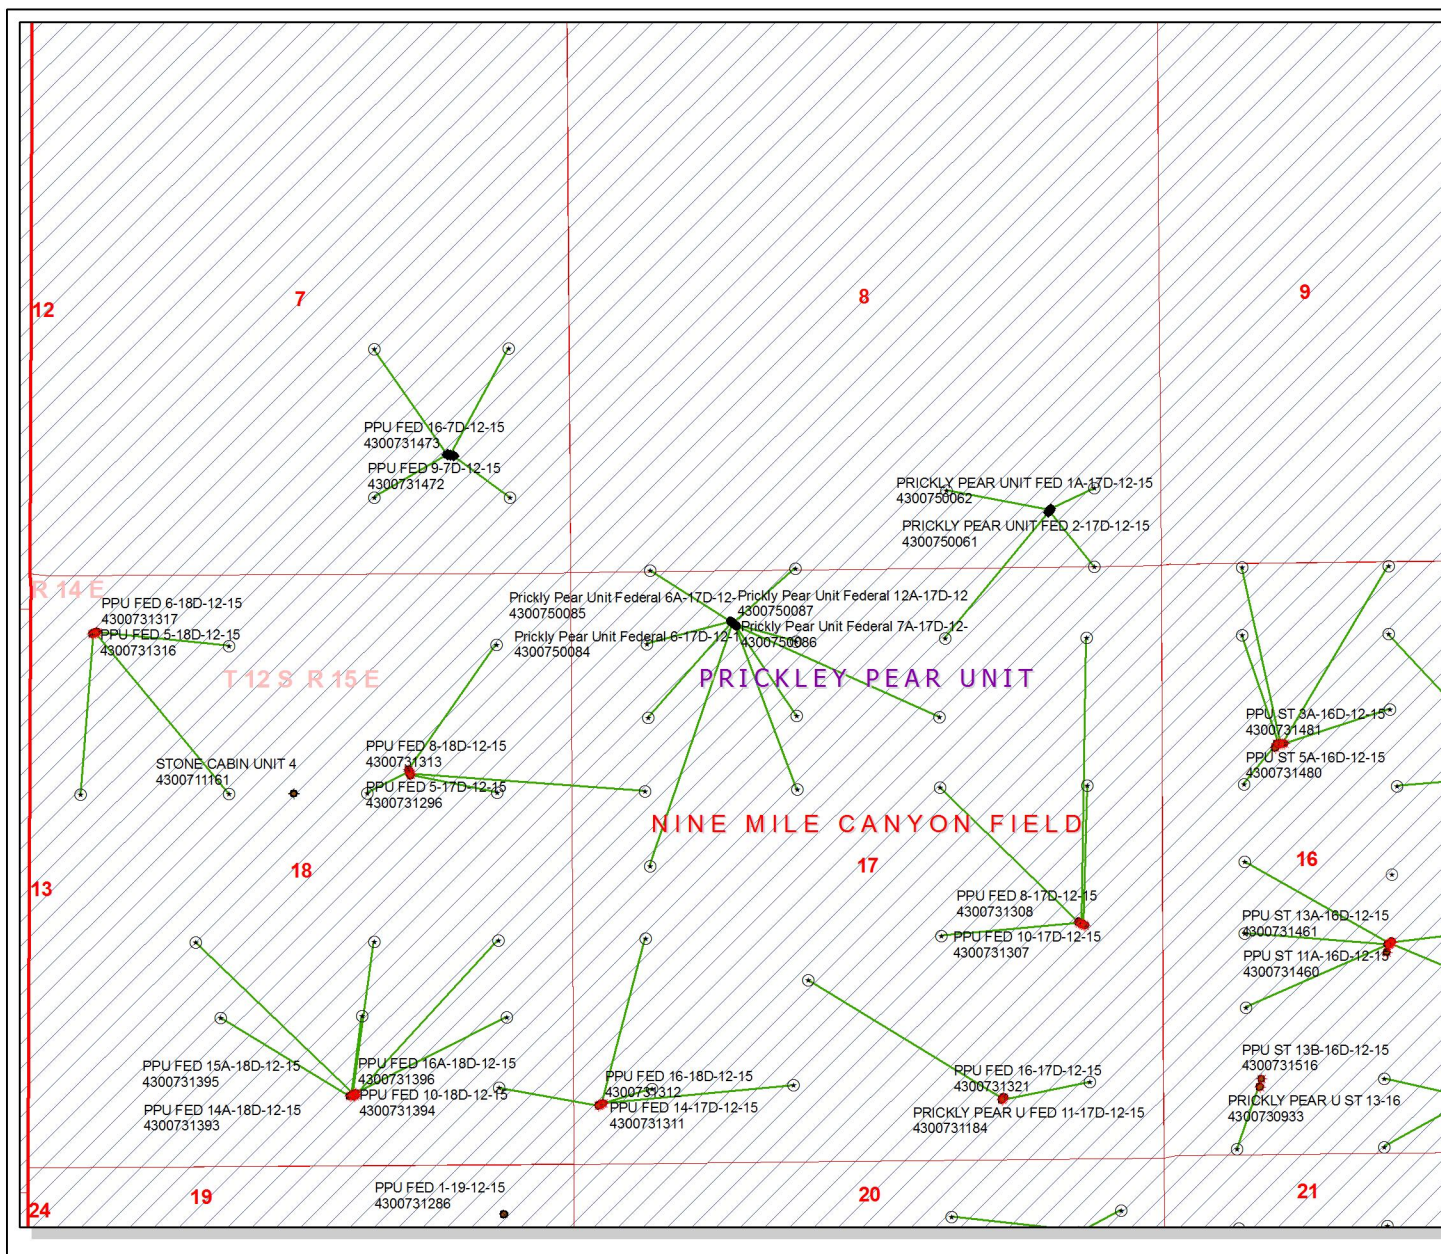 7
8
9
12
PPU FED 16-7D-12-15
4300731473
PPU FED 9-7D-12-15
4300731472
PRICKLY PEAR UNIT FED 1A-17D-12-15
4300750062
PRICKLY PEAR UNIT FED 2-17D-12-15
4300750061
R 14 E
PPU FED 6-18D-12-15
4300731317
PPU FED 5-18D-12-15
4300731316
Prickly Pear Unit Federal 6A-17D-12-
4300750085
Prickly Pear Unit Federal 12A-17D-12
4300750087
Prickly Pear Unit Federal 7A-17D-12-
4300750086
Prickly Pear Unit Federal 6-17D-12-1
4300750084
T 12 S R 15 E
PRICKLEY PEAR UNIT
PPU ST 3A-16D-12-15
4300731481
PPU ST 5A-16D-12-15
4300731480
PPU FED 8-18D-12-15
4300731313
PPU FED 5-17D-12-15
4300731296
STONE CABIN UNIT 4
4300711161
NINE MILE CANYON FIELD
18
17
16
13
PPU FED 8-17D-12-15
4300731308
PPU FED 10-17D-12-15
4300731307
PPU ST 13A-16D-12-15
4300731461
PPU ST 11A-16D-12-15
4300731460
PPU FED 15A-18D-12-15
4300731395
PPU FED 16A-18D-12-15
4300731396
PPU FED 10-18D-12-15
4300731394
PPU FED 14A-18D-12-15
4300731393
PPU FED 16-18D-12-15
4300731312
PPU FED 14-17D-12-15
4300731311
PPU FED 16-17D-12-15
4300731321
PRICKLY PEAR U FED 11-17D-12-15
4300731184
PPU ST 13B-16D-12-15
4300731516
PRICKLY PEAR U ST 13-16
4300730933
19
20
21
24
PPU FED 1-19-12-15
4300731286